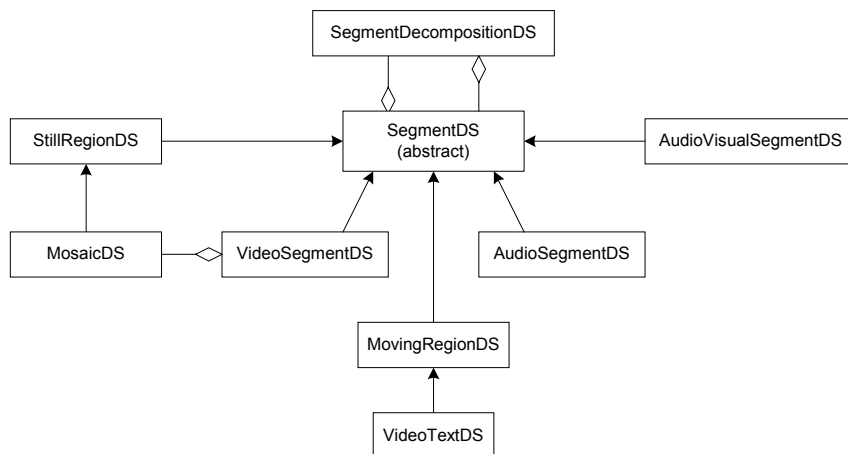 SegmentDecompositionDS
StillRegionDS
SegmentDS
(abstract)
AudioVisualSegmentDS
MosaicDS
VideoSegmentDS
AudioSegmentDS
MovingRegionDS
VideoTextDS